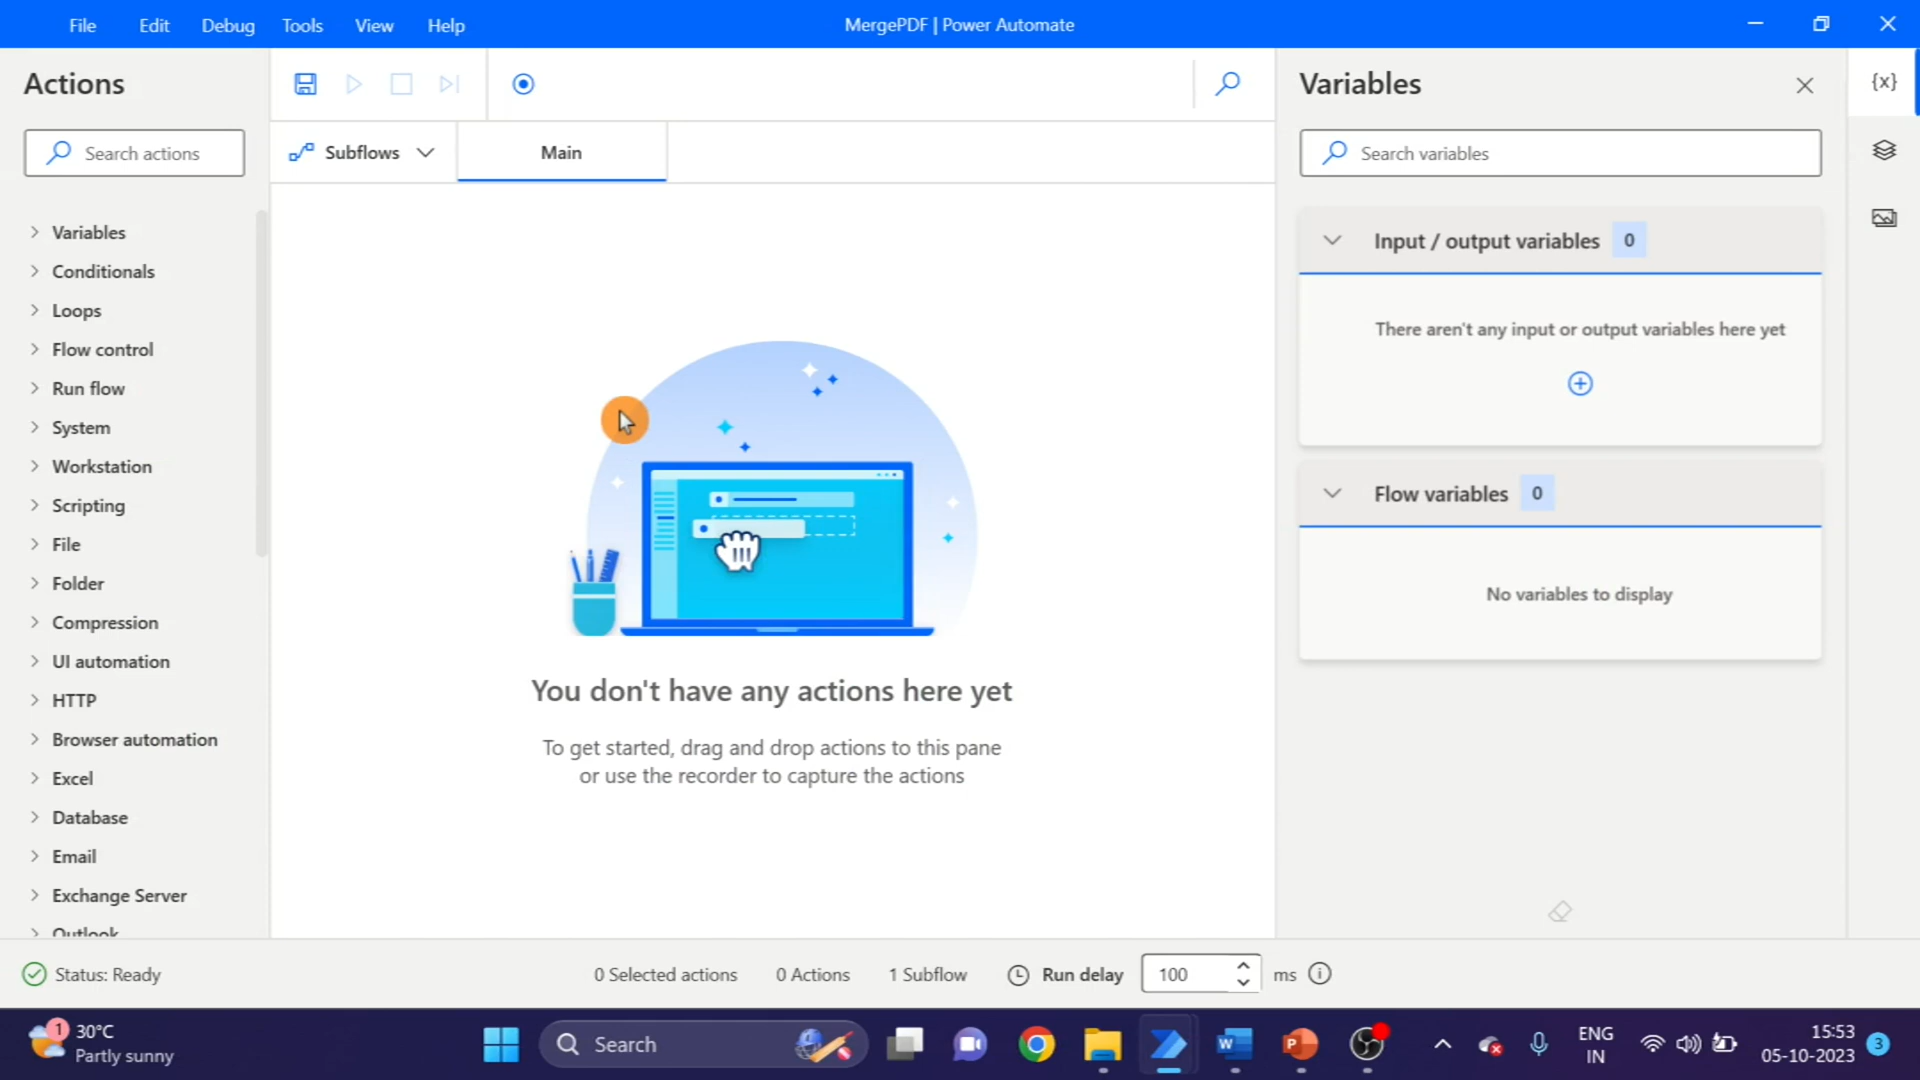 File Edit Debug Tools View Help MergePDF | Power Automate
Actions
Search actions
Variables
Conditionals
Loops
Flow control
Run flow
System
Workstation
Scripting
File
Folder
Compression
UI automation
HTTP
Browser automation
Excel
Database
Email
Exchange Server
Outlook
Subflows Main
You don't have any actions here yet
To get started, drag and drop actions to this pane
or use the recorder to capture the actions
Variables
{x}
Search variables
Input / output variables 0
There aren't any input or output variables here yet
Flow variables 0
No variables to display
Status: Ready 0 Selected actions 0 Actions 1 Subflow Run delay 100 ms
1 30°C
Partly sunny
Search
W
P
ENG
IN
15:53
05-10-2023
3